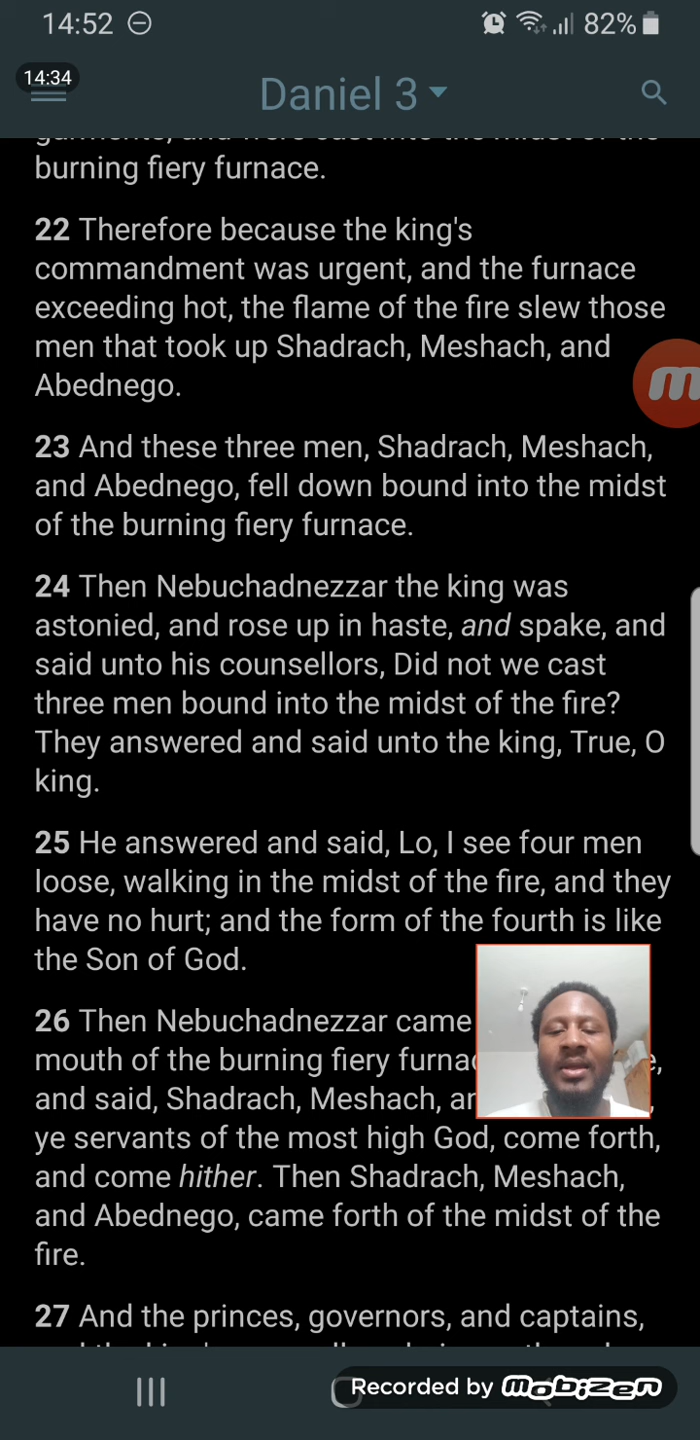 14:52 82%
14:34
Daniel 3
burning fiery furnace.
22 Therefore because the king's
commandment was urgent, and the furnace
exceeding hot, the flame of the fire slew those
men that took up Shadrach, Meshach, and
Abednego.
23 And these three men, Shadrach, Meshach,
and Abednego, fell down bound into the midst
of the burning fiery furnace.
24 Then Nebuchadnezzar the king was
astonied, and rose up in haste, and spake, and
said unto his counsellors, Did not we cast
three men bound into the midst of the fire?
They answered and said unto the king, True, O
king.
25 He answered and said, Lo, I see four men
loose, walking in the midst of the fire, and they
have no hurt; and the form of the fourth is like
the Son of God.
26 Then Nebuchadnezzar came
mouth of the burning fiery
and said, Shadrach, Meshach,
ye servants of the most high God, come forth,
and come hither. Then Shadrach, Meshach,
and Abednego, came forth of the midst of the
fire.
27 And the princes, governors, and captains,
Recorded by mobizen